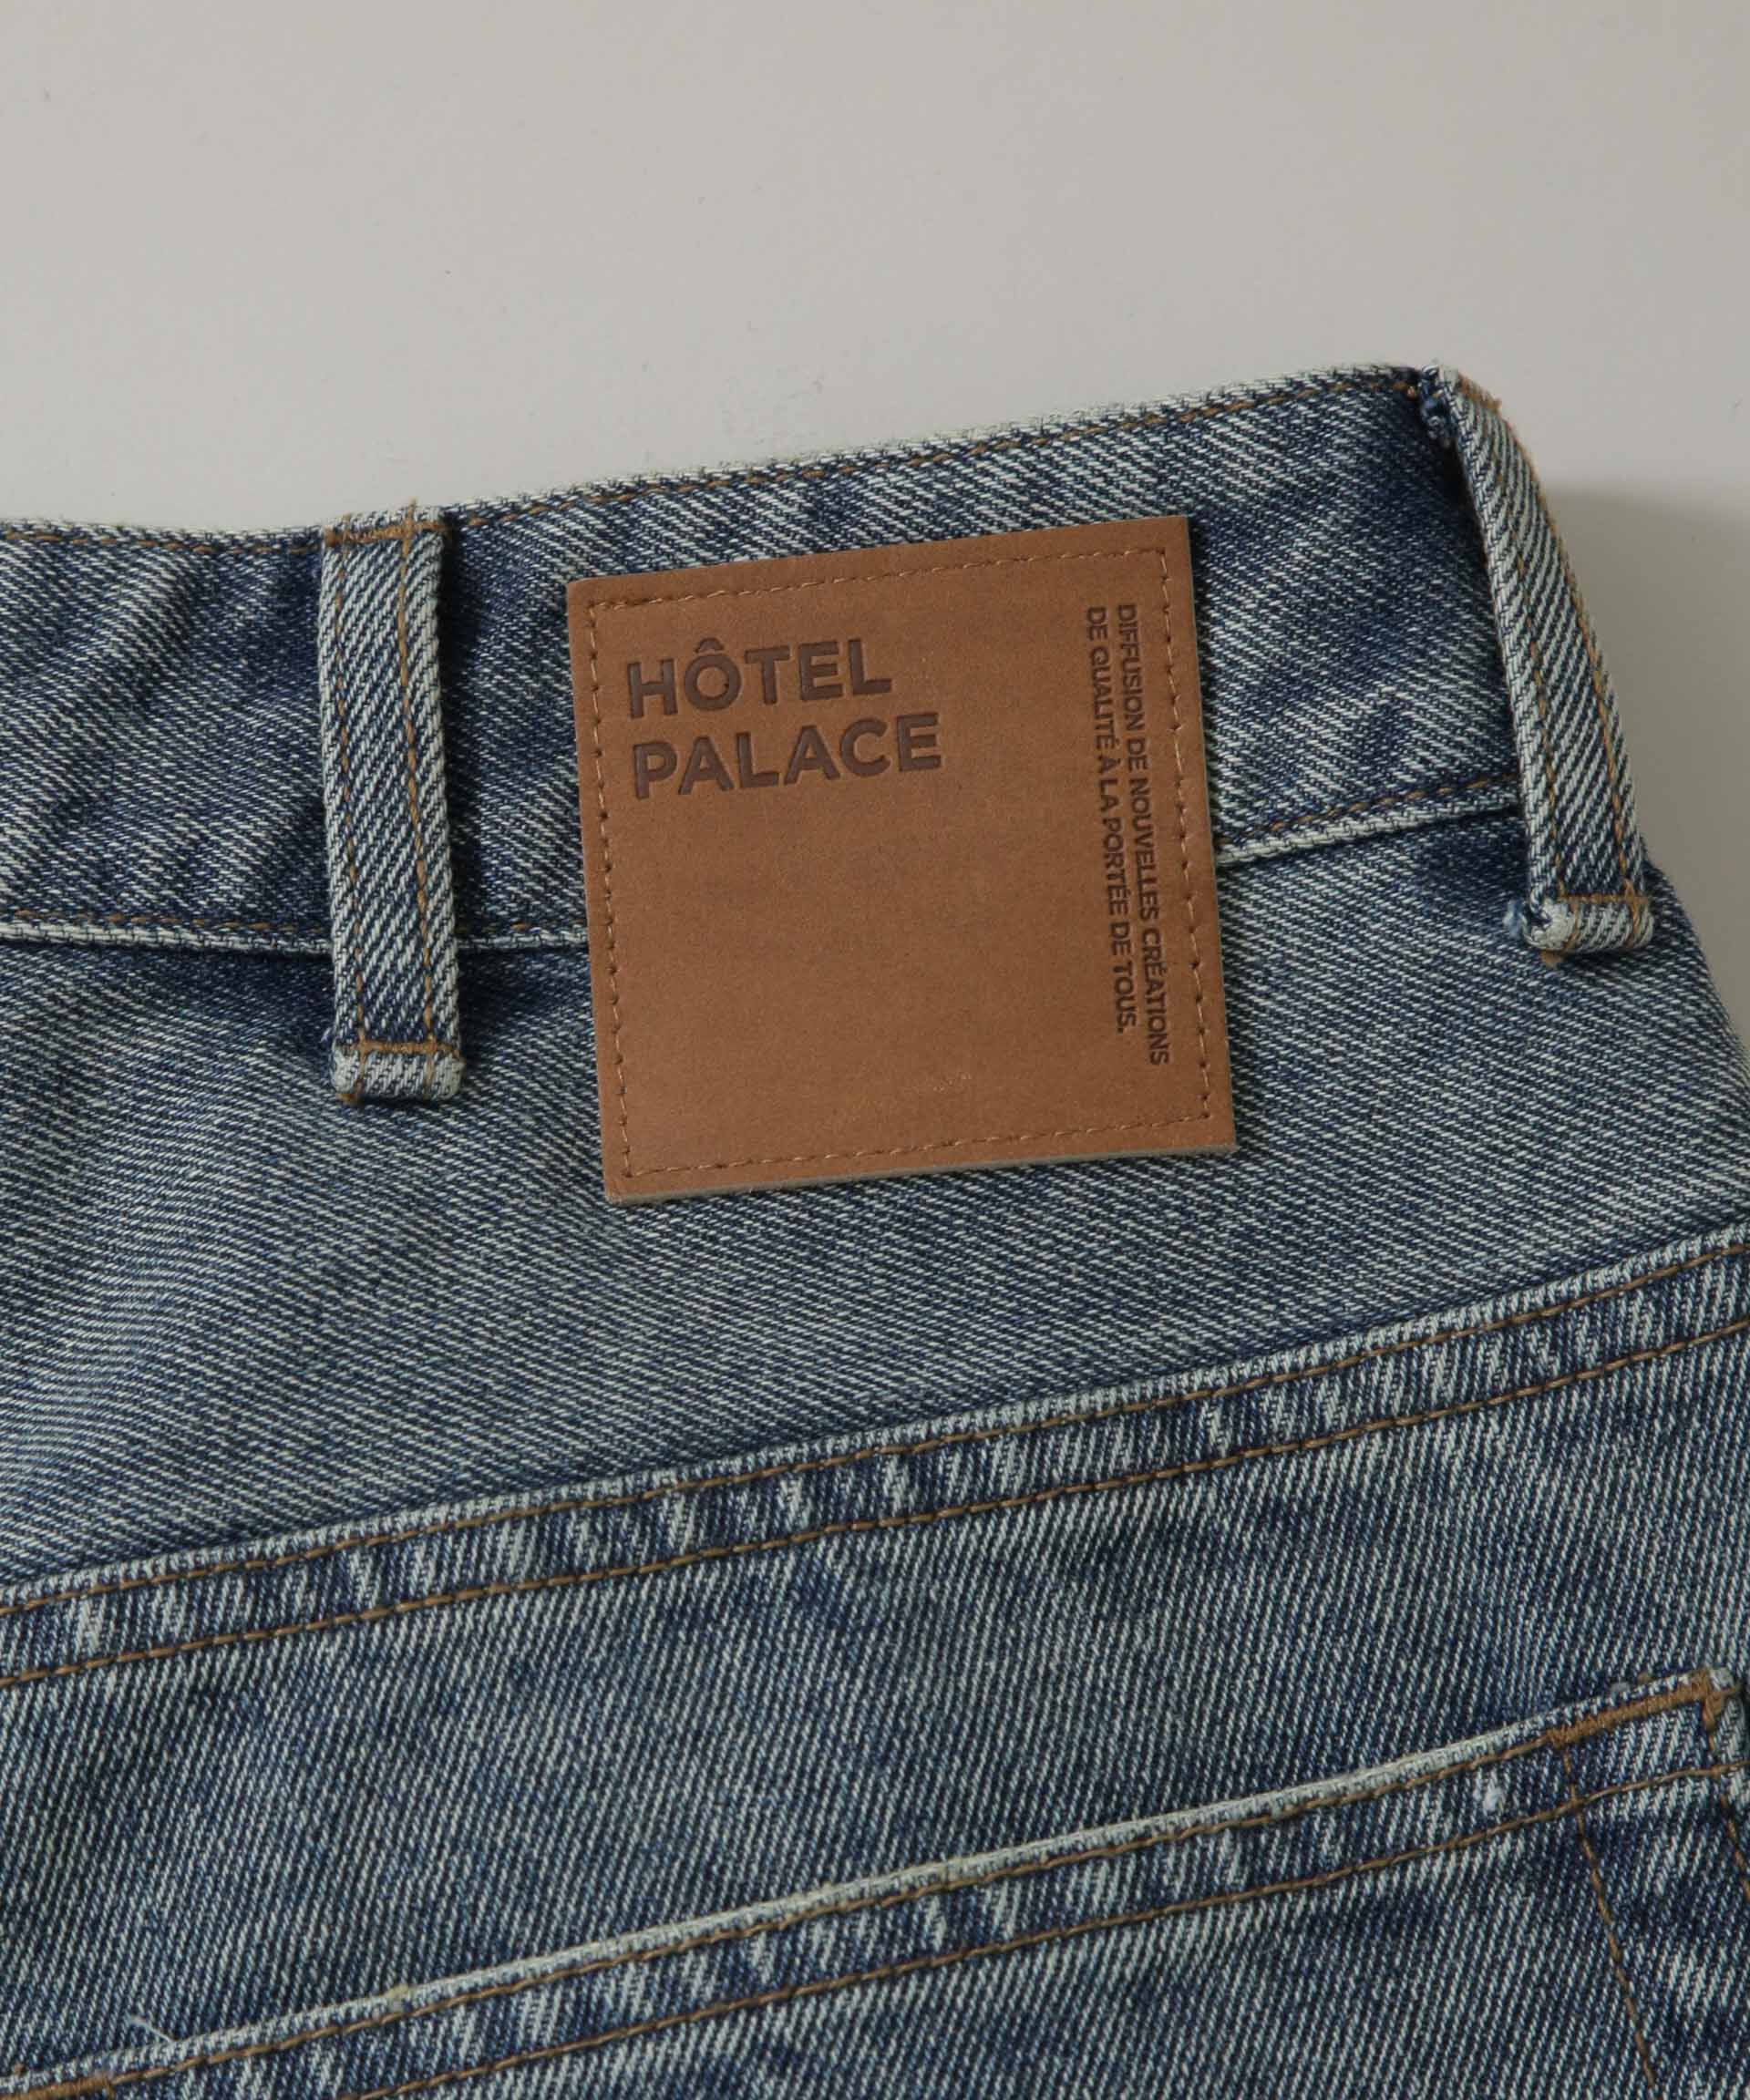 HÔTEL
PALACE
DIFFUSION DE NOUVELLES CRÉATIONS
DE QUALITÉ À LA PORTÉE DE TOUS.